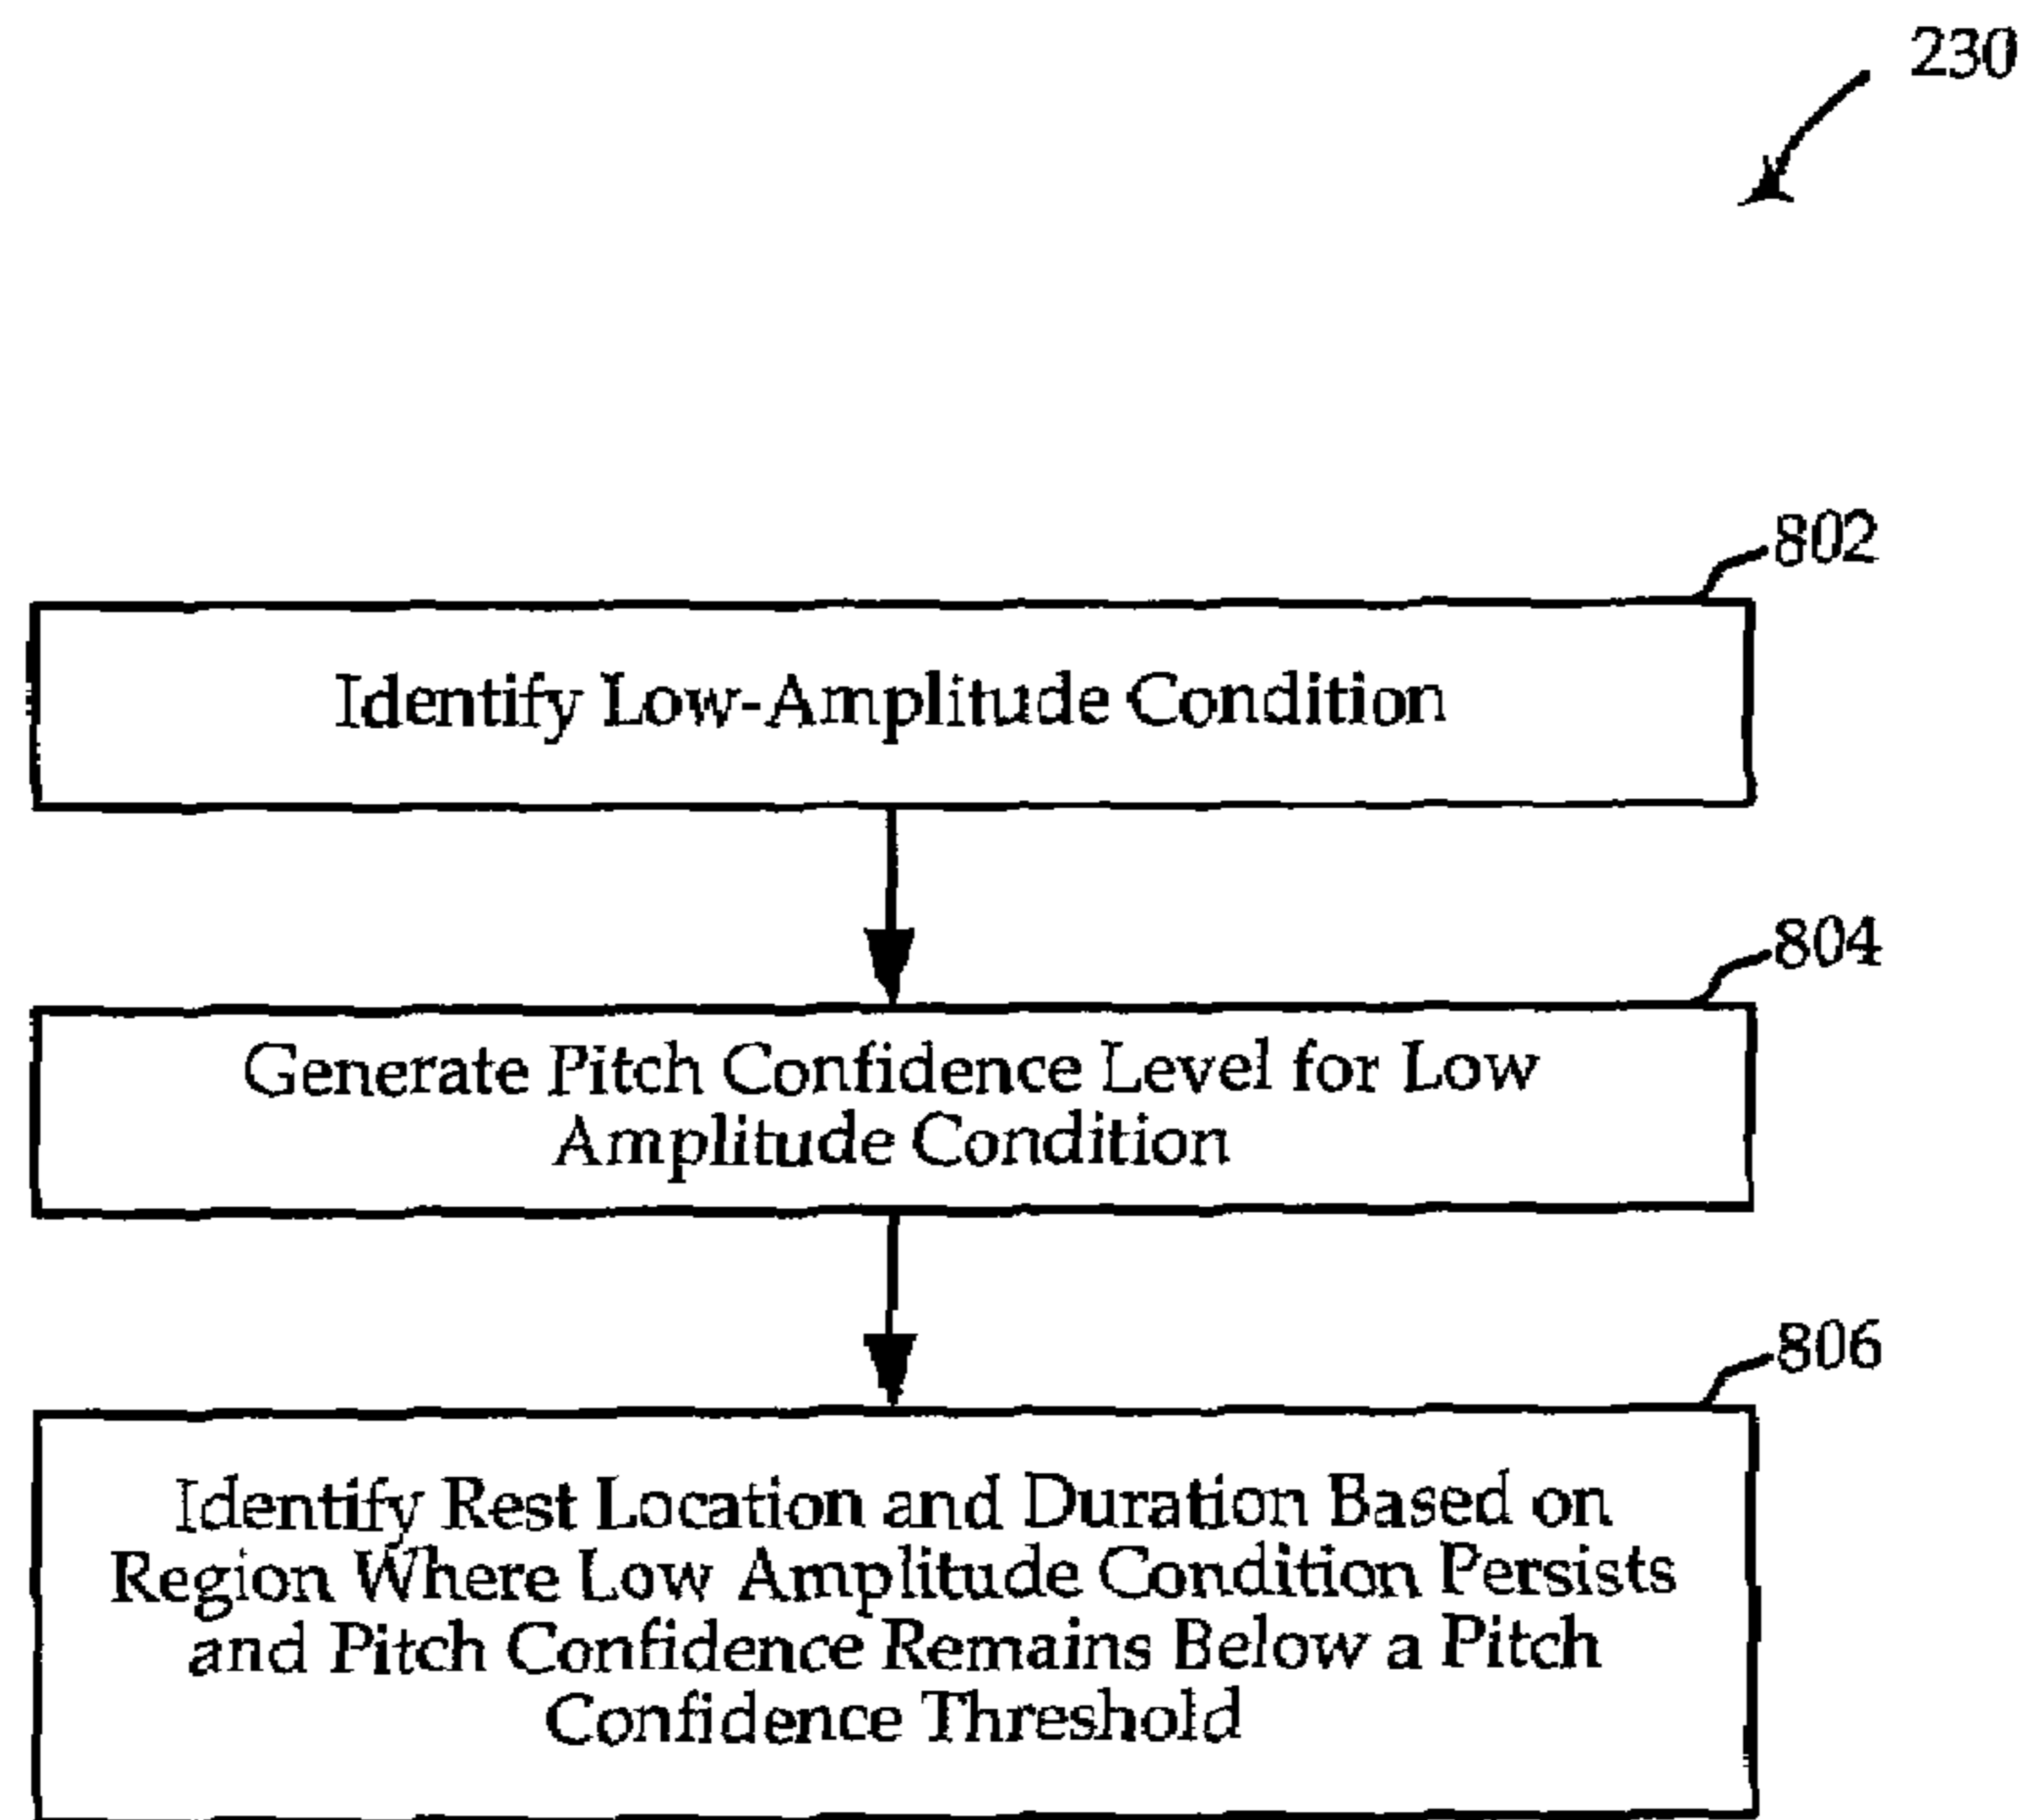 230
802
Identify Low-Amplitude Condition
804
Generate Pitch Confidence Level for Low
Amplitude Condition
806
Identify Rest Location and Duration Based on
Region Where Low Amplitude Condition Persists
and Pitch Confidence Remains Below a Pitch
Confidence Threshold